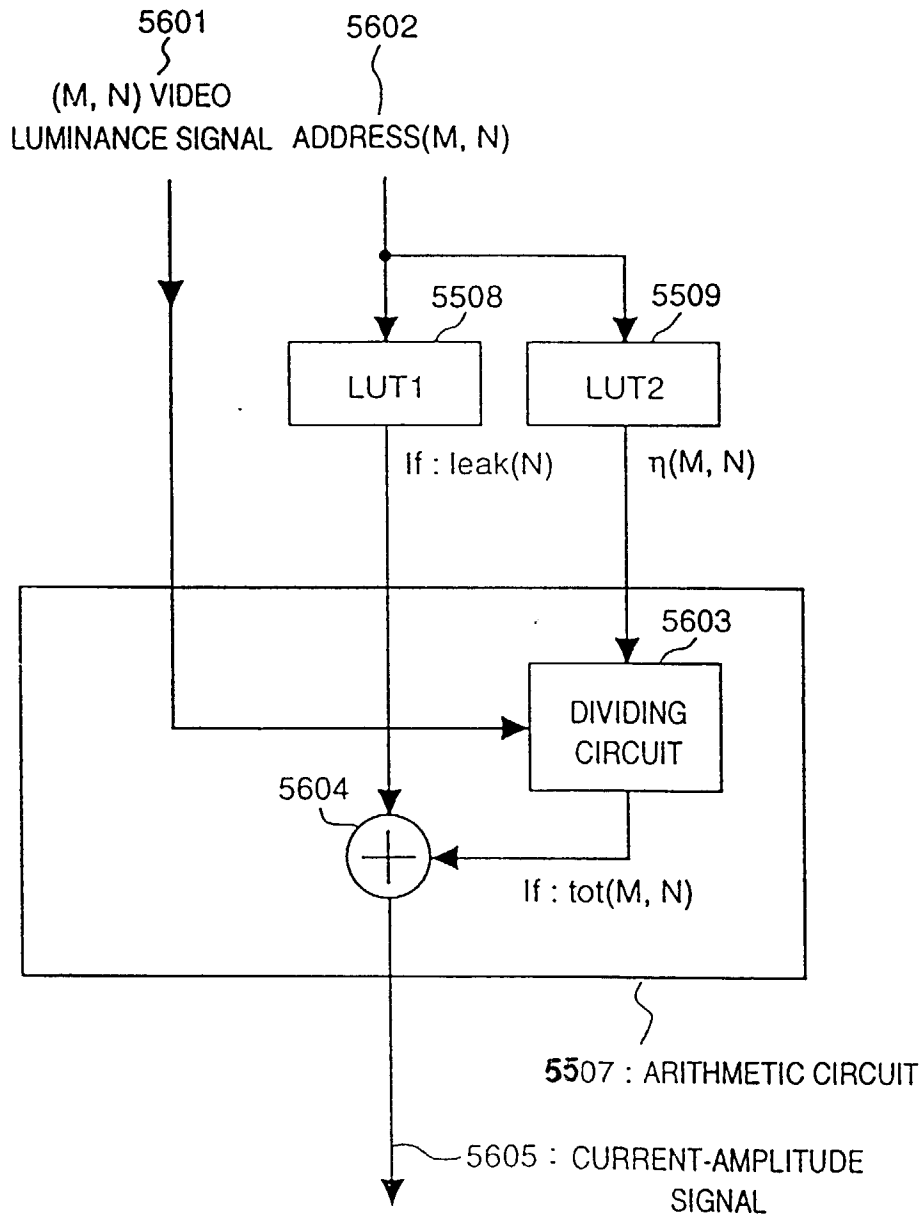 5601
5602
(M, N) VIDEO
LUMINANCE SIGNAL
ADDRESS(M, N)
5508
5509
LUT1
LUT2
If : leak(N)
η(M, N)
5603
DIVIDING
CIRCUIT
5604
If : tot(M, N)
5507 : ARITHMETIC CIRCUIT
5605 : CURRENT-AMPLITUDE
SIGNAL